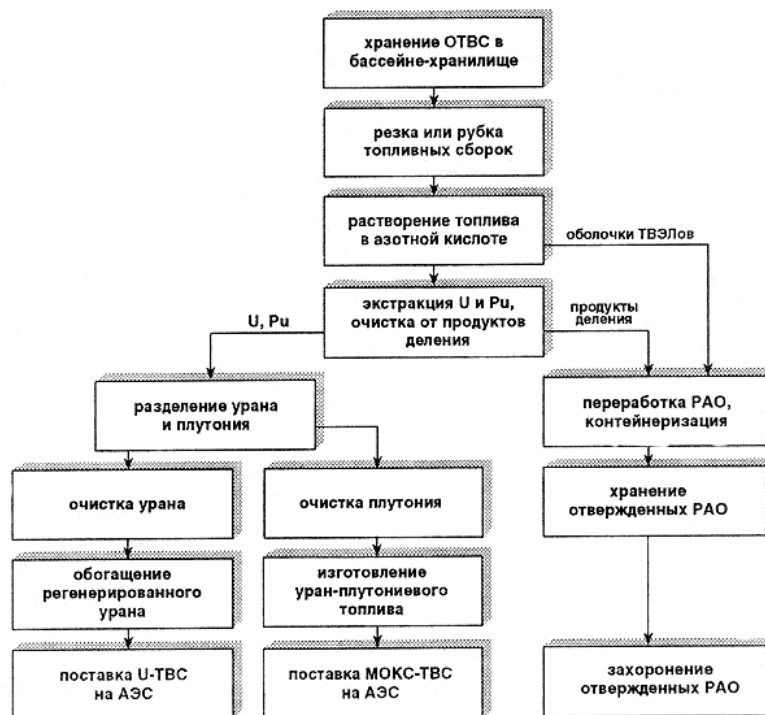 хранение ОТВС в
бассейне-хранилище
резка или рубка
топливных сборок
растворение топлива
в азотной кислоте
оболочки ТВЭЛов
экстракция U и Pu,
очистка от продуктов
деления
U, Pu
продукты
деления
разделение урана
и плутония
переработка РАО,
контейнеризация
очистка урана
очистка плутония
хранение
отвержденных РАО
обогащение
регенерированного
урана
изготовление
уран-плутониевого
топлива
поставка U-ТВС
на АЭС
поставка МОКС-ТВС
на АЭС
захоронение
отвержденных РАО